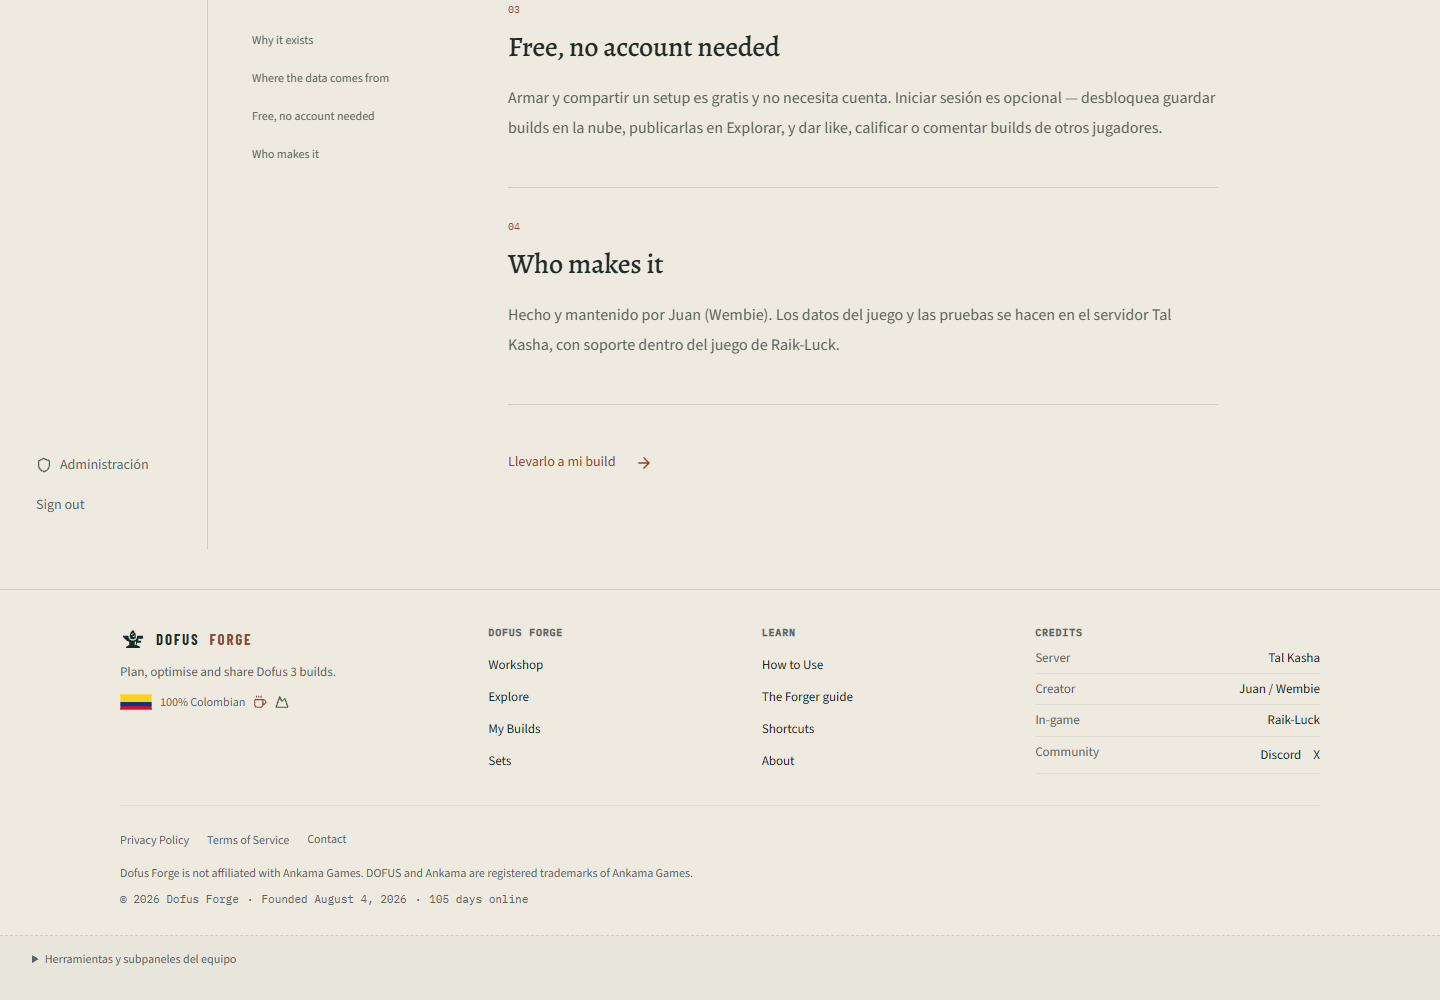 Why it exists
Where the data comes from
Free, no account needed
Who makes it
03
Free, no account needed
Armar y compartir un setup es gratis y no necesita cuenta. Iniciar sesión es opcional — desbloquea guardar
builds en la nube, publicarlas en Explorar, y dar like, calificar o comentar builds de otros jugadores.
04
Who makes it
Hecho y mantenido por Juan (Wembie). Los datos del juego y las pruebas se hacen en el servidor Tal
Kasha, con soporte dentro del juego de Raik-Luck.
Llevarlo a mi build
Administración
Sign out
DOFUS FORGE
Plan, optimise and share Dofus 3 builds.
100% Colombian
DOFUS FORGE
Workshop
Explore
My Builds
Sets
LEARN
How to Use
The Forger guide
Shortcuts
About
CREDITS
Server Tal Kasha
Creator Juan / Wembie
In-game Raik-Luck
Community Discord X
Privacy Policy Terms of Service Contact
Dofus Forge is not affiliated with Ankama Games. DOFUS and Ankama are registered trademarks of Ankama Games.
© 2026 Dofus Forge · Founded August 4, 2026 · 105 days online
Herramientas y subpaneles del equipo